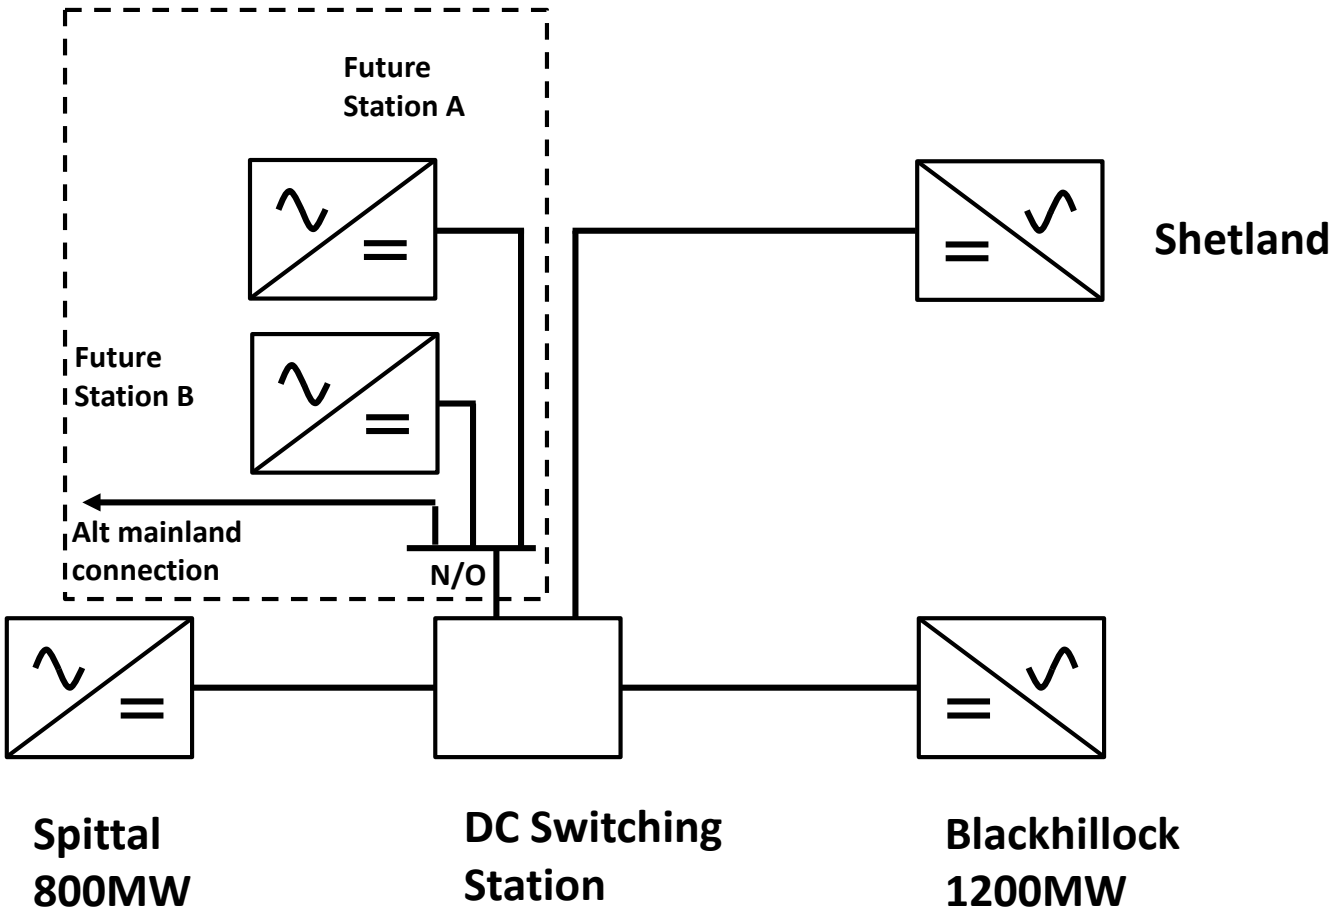 Future
Station A
Shetland
Future
Station B
Alt mainland
connection
N/O
Spittal
800MW
DC Switching
Station
Blackhillock
1200MW